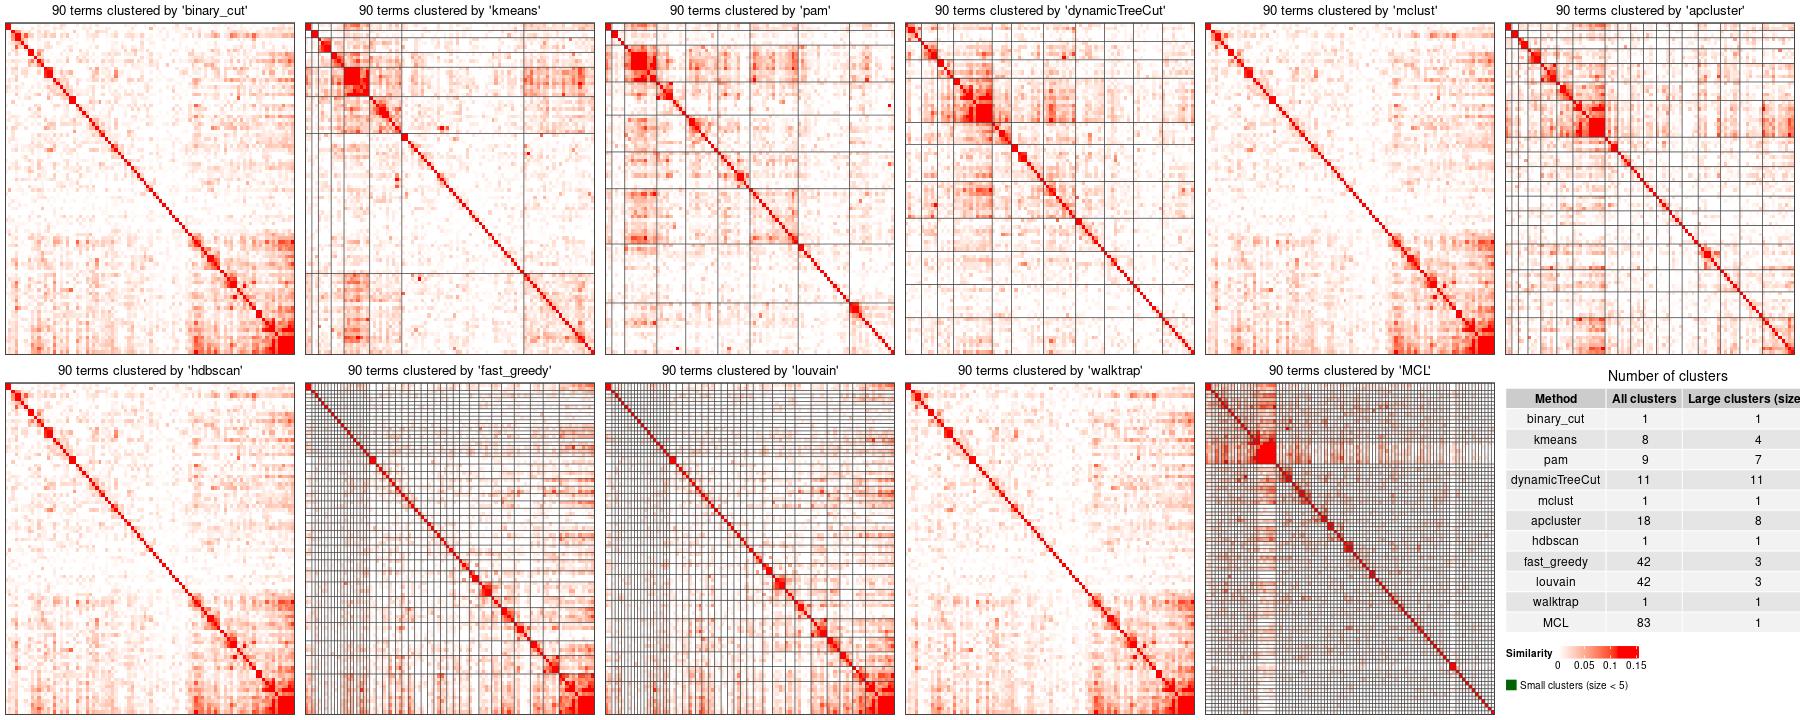 90 terms clustered by 'binary_cut'
90 terms clustered by 'kmeans'
90 terms clustered by 'pam'
90 terms clustered by 'dynamicTreeCut'
90 terms clustered by 'mclust'
90 terms clustered by 'apcluster'
90 terms clustered by 'hdbscan'
90 terms clustered by 'fast_greedy'
90 terms clustered by 'louvain'
90 terms clustered by 'walktrap'
90 terms clustered by 'MCL'
Number of clusters
Method All clusters Large clusters (size
binary_cut 1 1
kmeans 8 4
pam 9 7
dynamicTreeCut 11 11
mclust 1 1
apcluster 18 8
hdbscan 1 1
fast_greedy 42 3
louvain 42 3
walktrap 1 1
MCL 83 1
Similarity
0 0.05 0.1 0.15
Small clusters (size < 5)